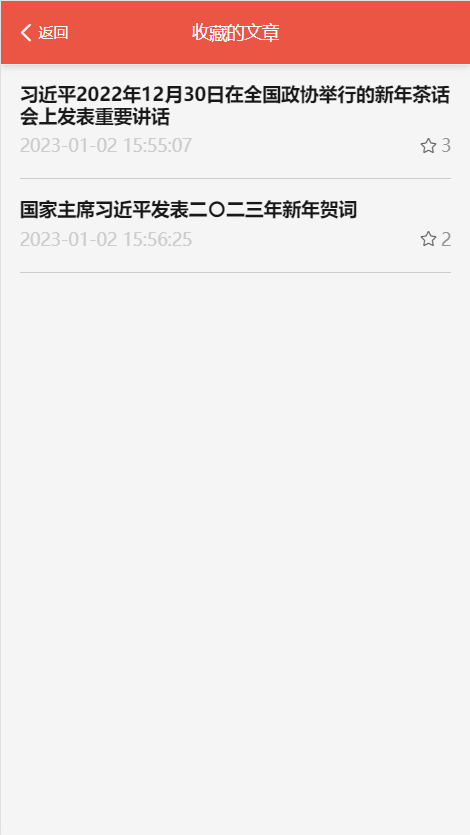 返回
收藏的文章
习近平2022年12月30日在全国政协举行的新年茶话
会上发表重要讲话
2023-01-02 15:55:07
3
国家主席习近平发表二〇二三年新年贺词
2023-01-02 15:56:25
2